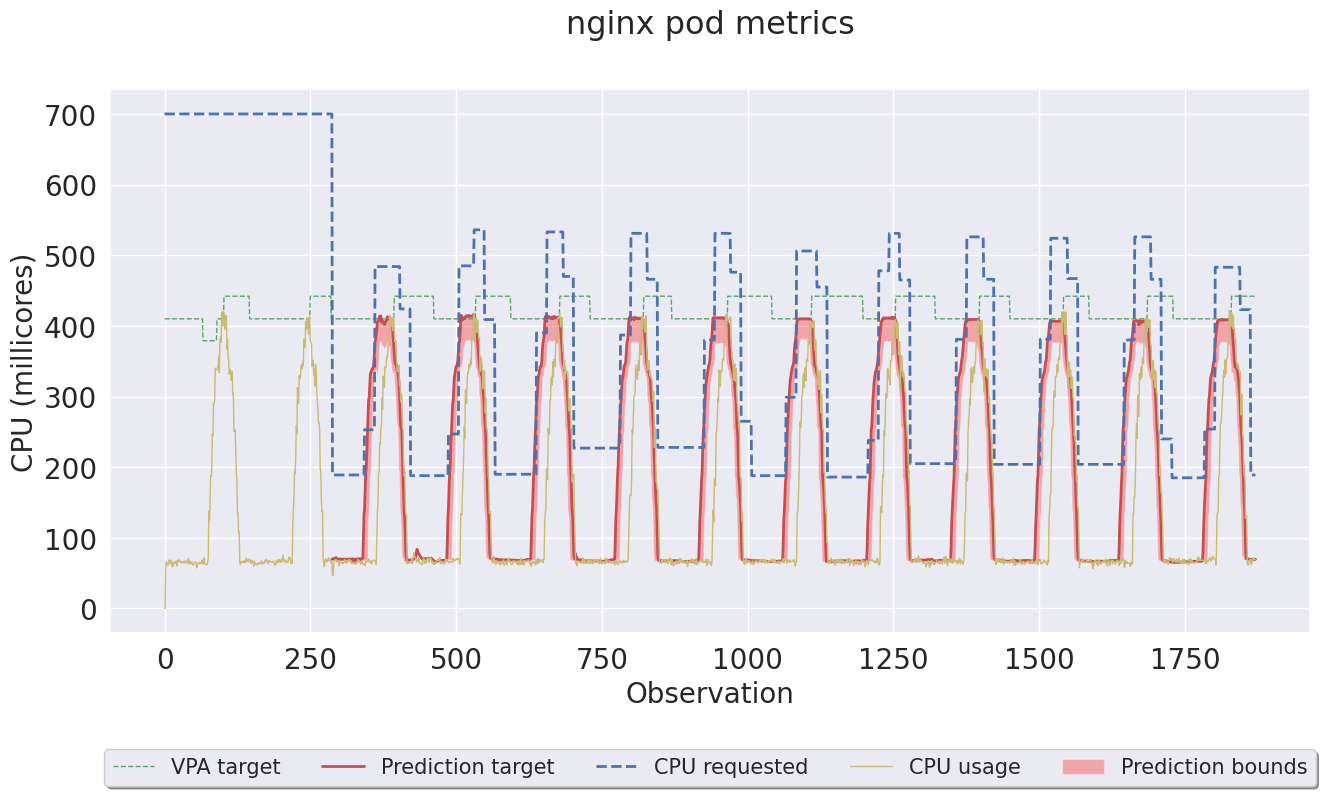 nginx pod metrics
700
600
500
400
300
200
100
0
CPU (millicores)
0 250 500 750 1000 1250 1500 1750
Observation
VPA target Prediction target CPU requested CPU usage Prediction bounds